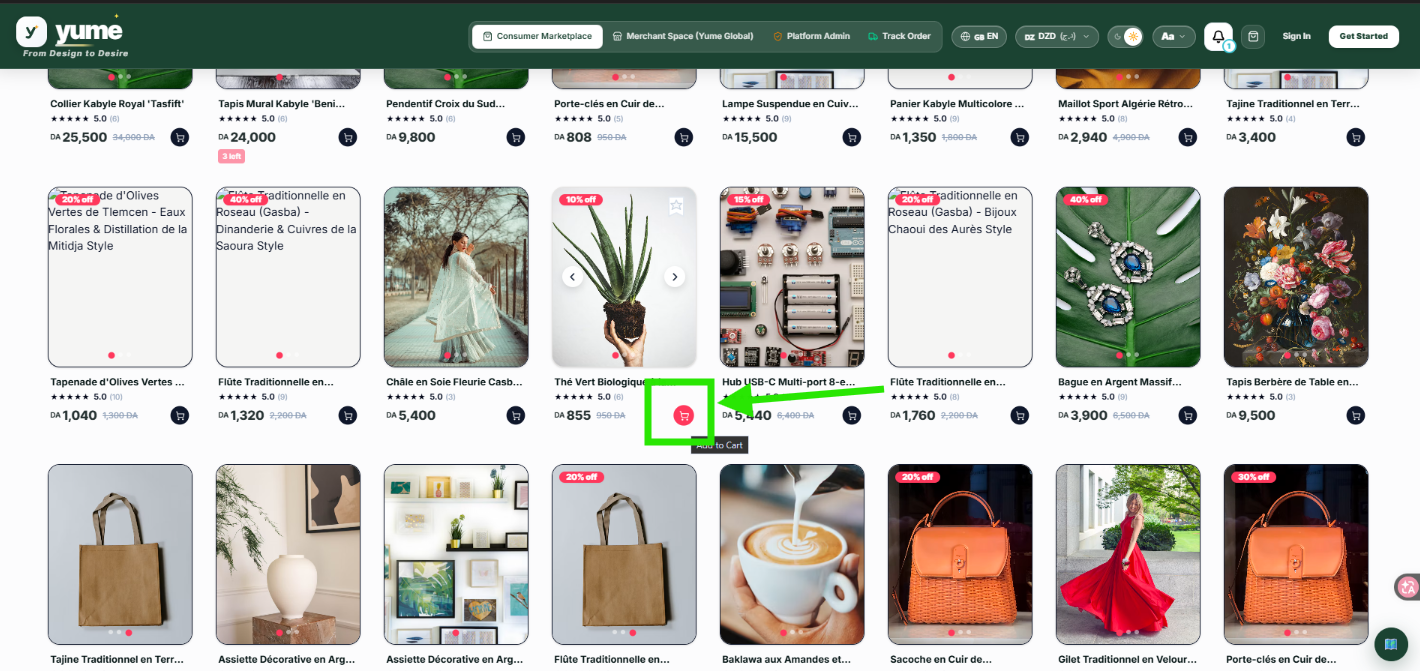 yume
From Design to Desire
Consumer Marketplace
Merchant Space (Yume Global)
Platform Admin
Track Order
GB EN
DZ DZD (د.ج)
Aa
1
Sign In
Get Started
Collier Kabyle Royal 'Tasfift'
★★★★★ 5.0 (6)
DA 25,500 34,000 DA
Tapis Mural Kabyle 'Beni...
★★★★★ 5.0 (6)
DA 24,000
3 left
Pendentif Croix du Sud...
★★★★★ 5.0 (6)
DA 9,800
Porte-clés en Cuir de...
★★★★★ 5.0 (5)
DA 808 950 DA
Lampe Suspendue en Cuiv...
★★★★★ 5.0 (9)
DA 15,500
Panier Kabyle Multicolore ...
★★★★★ 5.0 (9)
DA 1,350 1,800 DA
Maillot Sport Algérie Rétro...
★★★★★ 5.0 (8)
DA 2,940 4,900 DA
Tajine Traditionnel en Terr...
★★★★★ 5.0 (4)
DA 3,400
20% off
Tapenade d'Olives
Vertes de Tlemcen - Eaux
Florales & Distillation de la
Mitidja Style
Tapenade d'Olives Vertes ...
★★★★★ 5.0 (10)
DA 1,040 1,300 DA
40% off
Flûte Traditionnelle en
Roseau (Gasba) -
Dinanderie & Cuivres de la
Saoura Style
Flûte Traditionnelle en...
★★★★★ 5.0 (9)
DA 1,320 2,200 DA
Châle en Soie Fleurie Casb...
★★★★★ 5.0 (3)
DA 5,400
10% off
Thé Vert Biologique
★★★★★ 5.0 (6)
DA 855 950 DA
Add to Cart
15% off
Hub USB-C Multi-port 8-e...
DA 5,440 6,400 DA
20% off
Flûte Traditionnelle en
Roseau (Gasba) - Bijoux
Chaoui des Aurès Style
Flûte Traditionnelle en...
★★★★★ 5.0 (8)
DA 1,760 2,200 DA
40% off
Bague en Argent Massif...
★★★★★ 5.0 (9)
DA 3,900 6,500 DA
Tapis Berbère de Table en...
★★★★★ 5.0 (3)
DA 9,500
Tajine Traditionnel en Terr...
Assiette Décorative en Arg...
Assiette Décorative en Arg...
20% off
Flûte Traditionnelle en...
Baklawa aux Amandes et...
20% off
Sacoche en Cuir de...
Gilet Traditionnel en Velour...
30% off
Porte-clés en Cuir de...